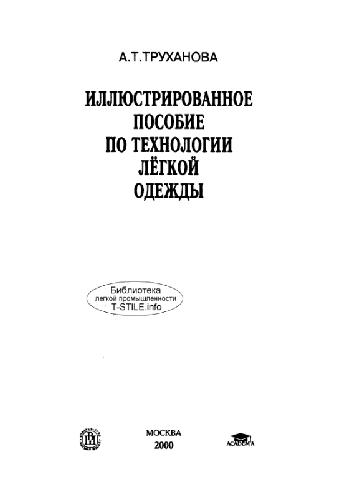 А.Т.ТРУХАНОВА
ИЛЛЮСТРИРОВАННОЕ
ПОСОБИЕ
ПО ТЕХНОЛОГИИ
ЛЁГКОЙ
ОДЕЖДЫ
Библиотека
легкой промышленности
T-STILE.info
МОСКВА
2000
ACADEMA